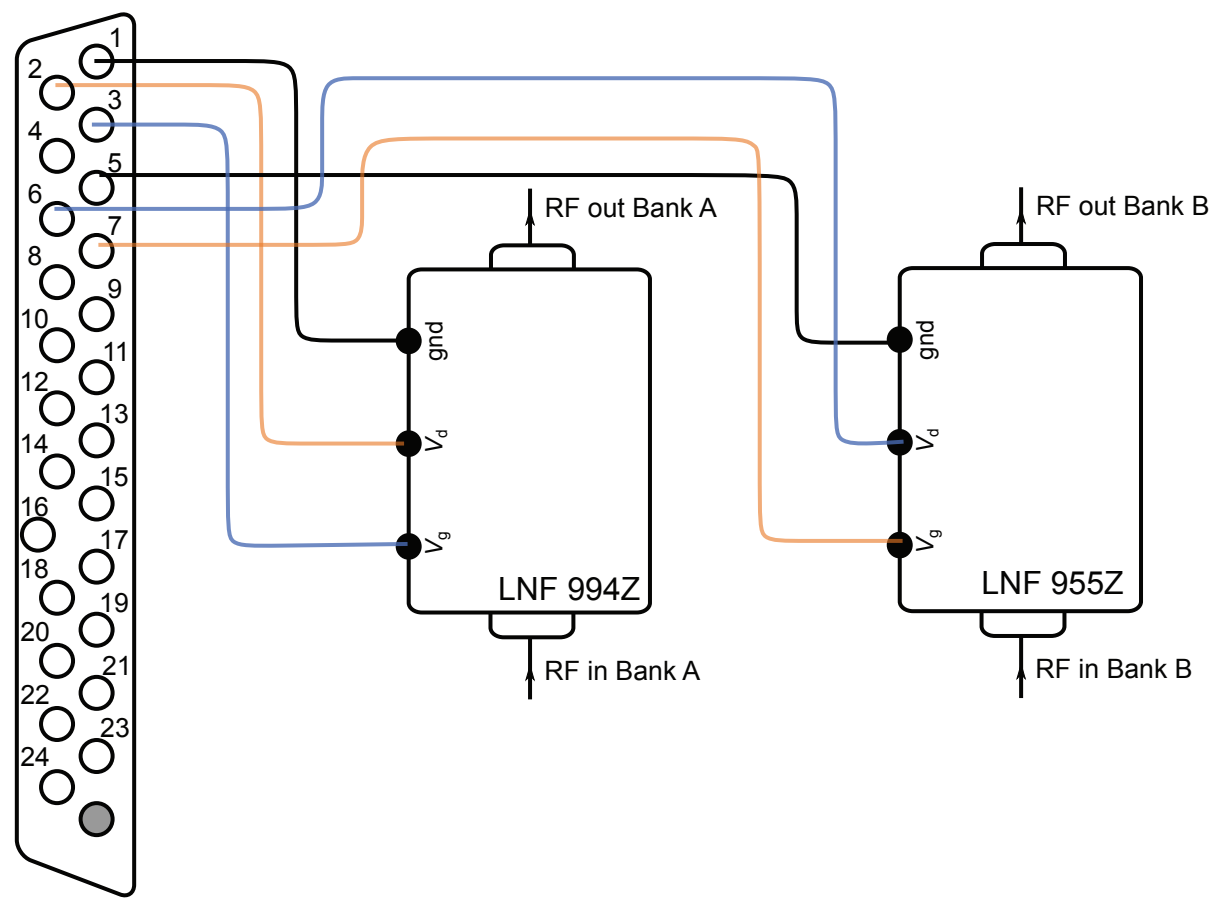 1
2
3
4
5
6
7
8
9
10
11
12
13
14
15
16
17
18
19
20
21
22
23
24
RF out Bank A
gnd
Vd
Vg
LNF 994Z
RF in Bank A
RF out Bank B
gnd
Vd
Vg
LNF 955Z
RF in Bank B